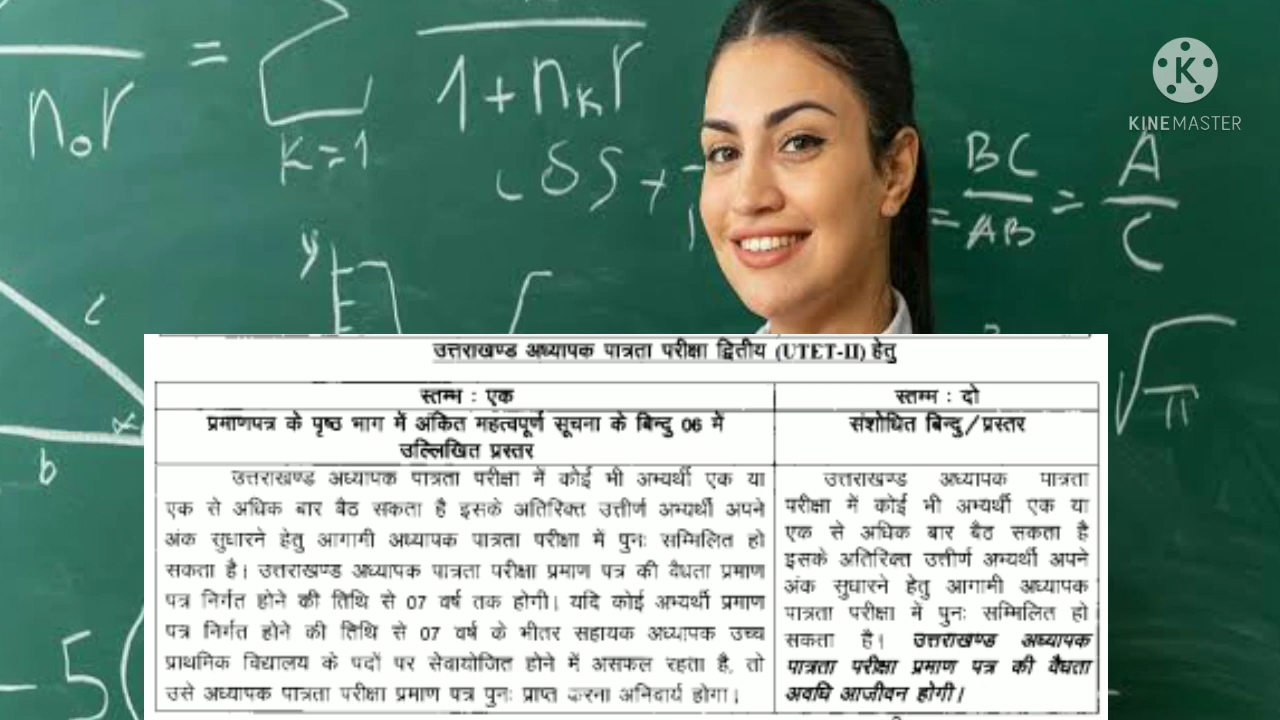 n₀r = Σ 1+nₖr
K=1
BC = A
= AB C
y
c
b
√π
-5(
KINEMASTER
उत्तराखण्ड अध्यापक पात्रता परीक्षा द्वितीय (UTET-II) हेतु
स्तम्भ : एक
प्रमाणपत्र के पृष्ठ भाग में अंकित महत्वपूर्ण सूचना के बिन्दु 06 में
उल्लिखित प्रस्तर
उत्तराखण्ड अध्यापक पात्रता परीक्षा में कोई भी अभ्यर्थी एक या
एक से अधिक बार बैठ सकता है इसके अतिरिक्त उत्तीर्ण अभ्यर्थी अपने
अंक सुधारने हेतु आगामी अध्यापक पात्रता परीक्षा में पुनः सम्मिलित हो
सकता है। उत्तराखण्ड अध्यापक पात्रता परीक्षा प्रमाण पत्र की वैधता प्रमाण
पत्र निर्गत होने की तिथि से 07 वर्ष तक होगी। यदि कोई अभ्यर्थी प्रमाण
पत्र निर्गत होने की तिथि से 07 वर्ष के भीतर सहायक अध्यापक उच्च
प्राथमिक विद्यालय के पदों पर सेवायोजित होने में असफल रहता है, तो
उसे अध्यापक पात्रता परीक्षा प्रमाण पत्र पुनः प्राप्त करना अनिवार्य होगा।
स्तम्भ : दो
संशोधित बिन्दु/प्रस्तर
उत्तराखण्ड अध्यापक पात्रता
परीक्षा में कोई भी अभ्यर्थी एक या
एक से अधिक बार बैठ सकता है
इसके अतिरिक्त उत्तीर्ण अभ्यर्थी अपने
अंक सुधारने हेतु आगामी अध्यापक
पात्रता परीक्षा में पुनः सम्मिलित हो
सकता है। उत्तराखण्ड अध्यापक
पात्रता परीक्षा प्रमाण पत्र की वैधता
अवधि आजीवन होगी।